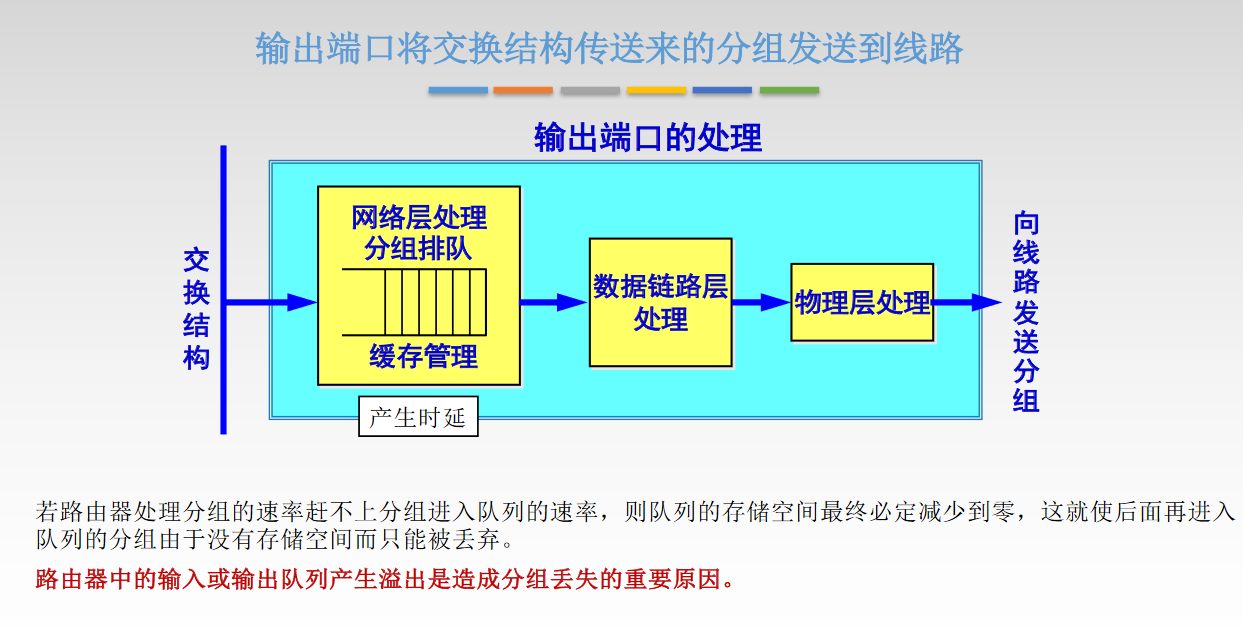 输出端口将交换结构传送来的分组发送到线路
输出端口的处理
交换结构
网络层处理
分组排队
缓存管理
产生时延
数据链路层
处理
物理层处理
向线路发送分组
若路由器处理分组的速率赶不上分组进入队列的速率，则队列的存储空间最终必定减少到零，这就使后面再进入
队列的分组由于没有存储空间而只能被丢弃。
路由器中的输入或输出队列产生溢出是造成分组丢失的重要原因。